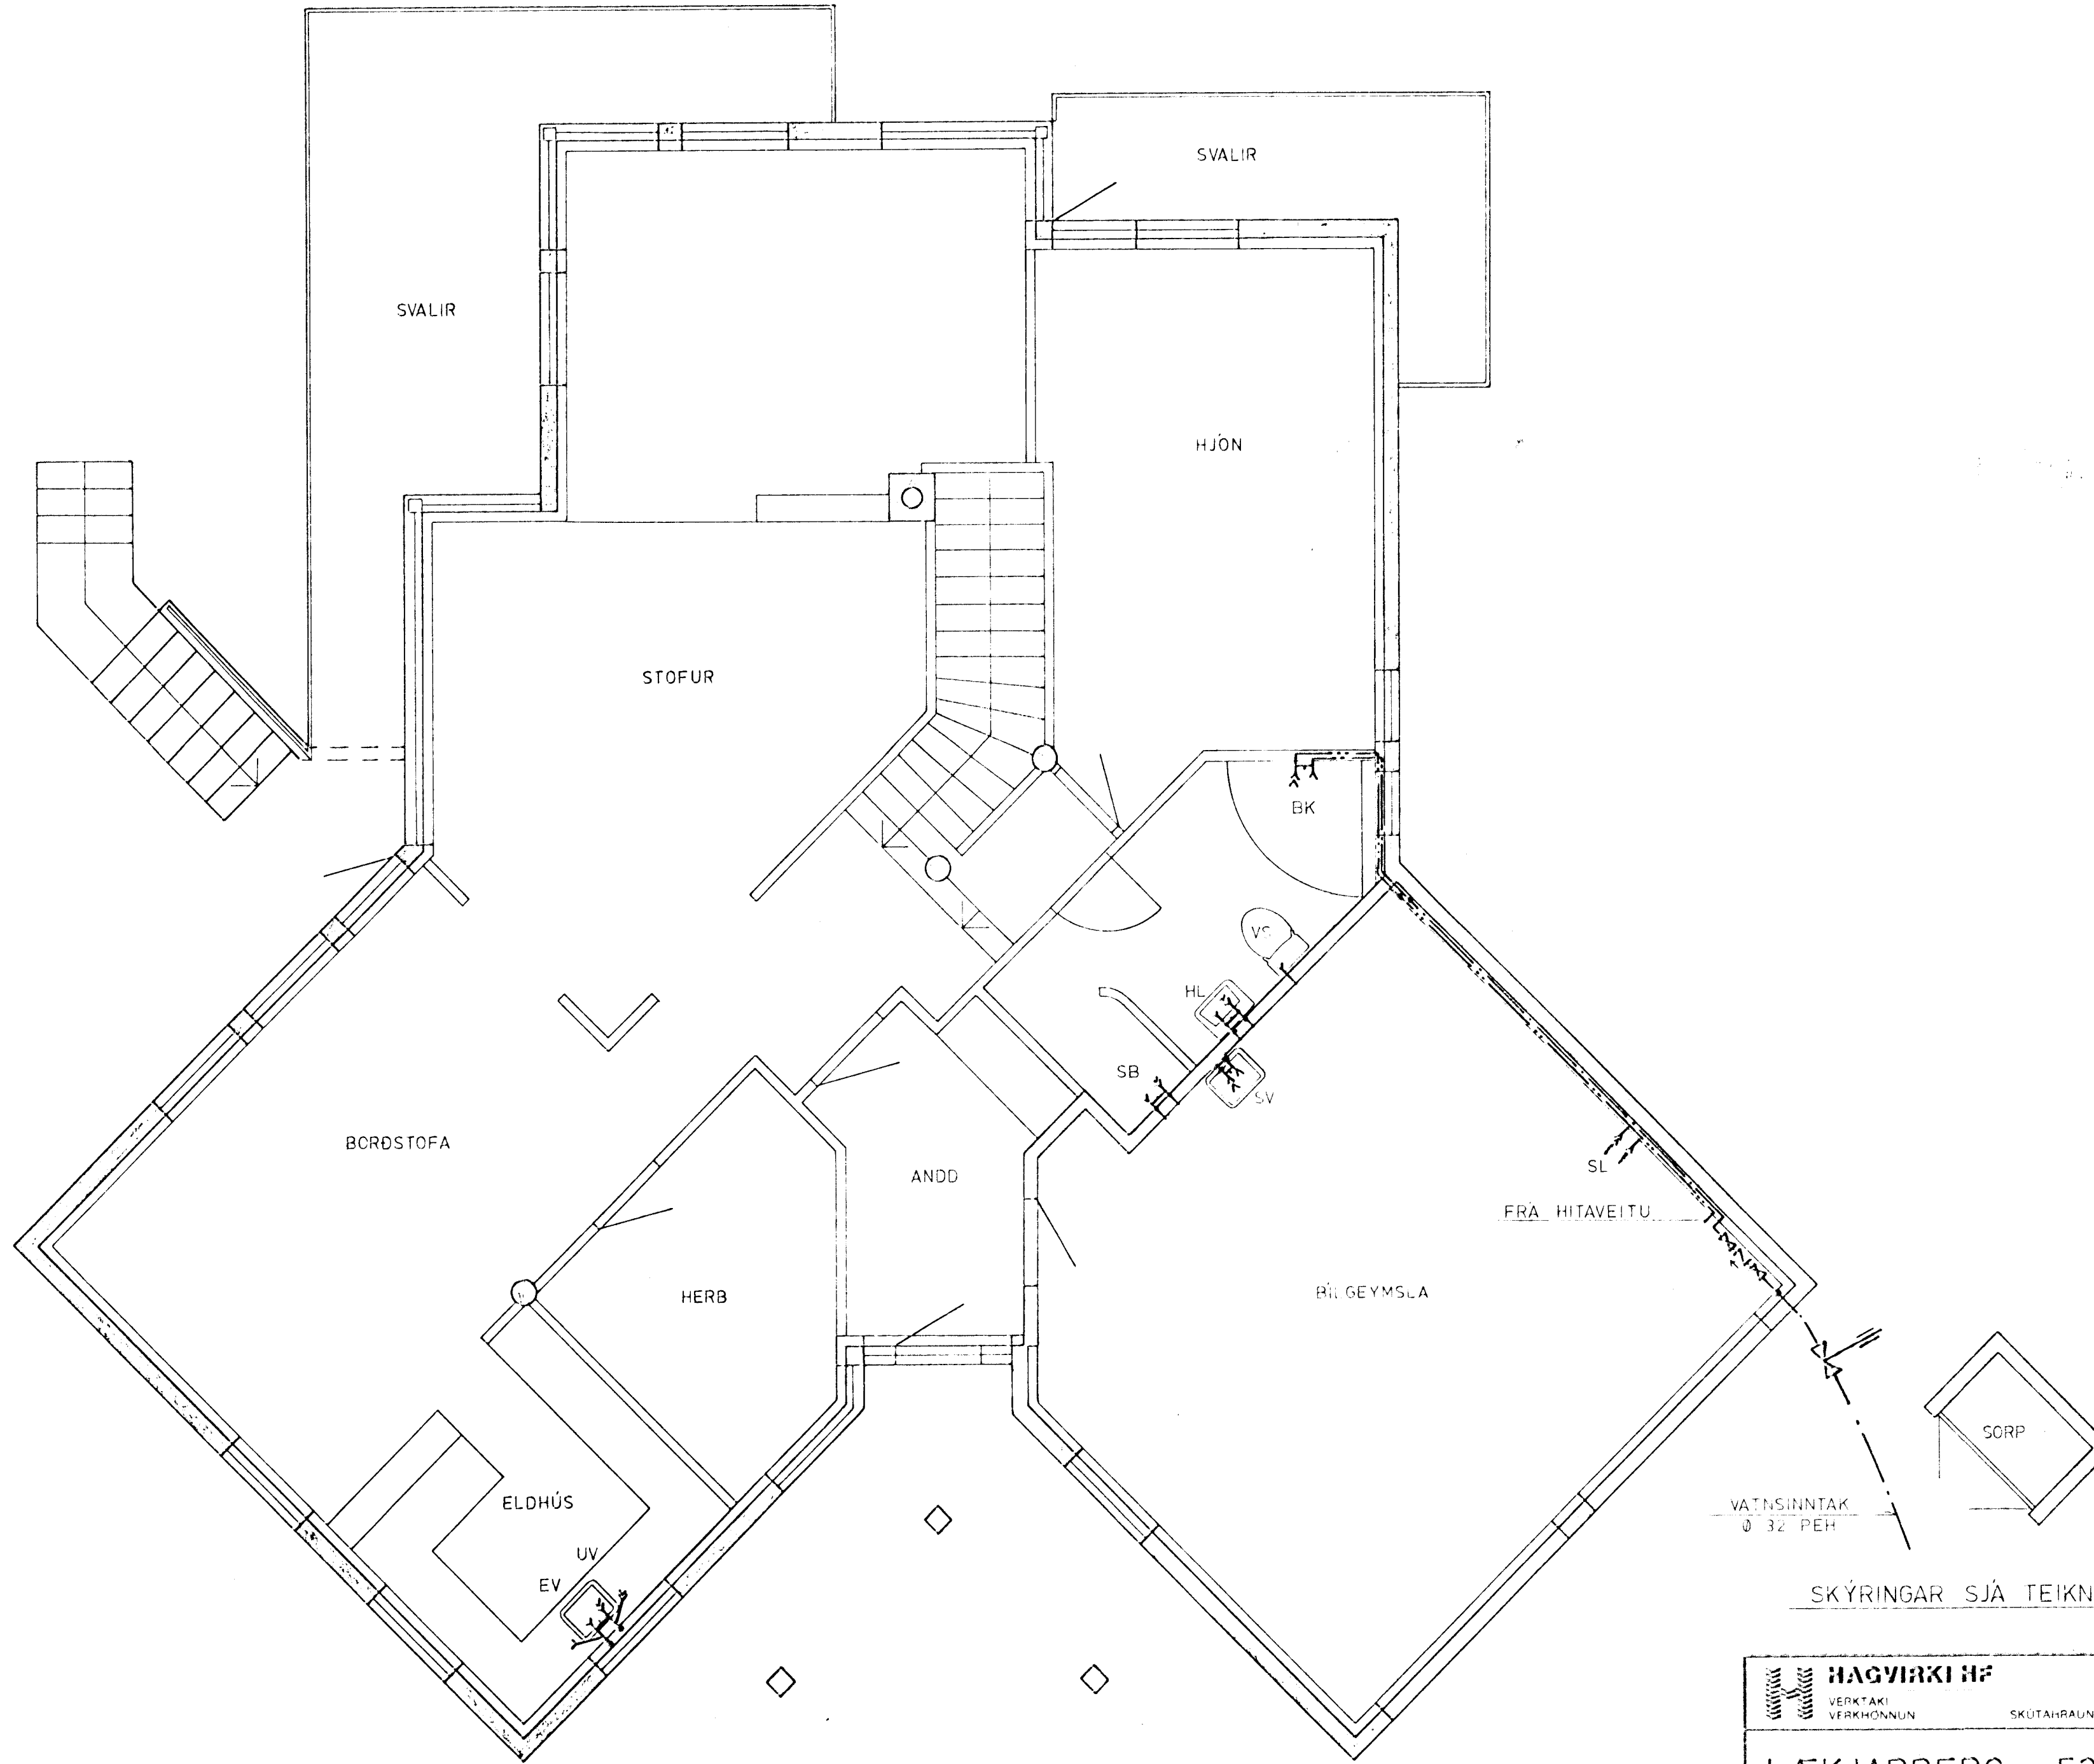 SVALIR
SVALIR
HJÓN
STOFUR
BK
VS
HL
SB
SV
BORÐSTOFA
ANDD
SL
FRÁ HITAVEITU
HERB
BÍLGEYMSLA
SORP
ELDHÚS
VATNSINNTAK
Ø 32 PEH
UV
EV
SKÝRINGAR SJÁ TEIKN
HAGVIRKI HF
VERKTAKI
VERKHÖNNUN
SKÚTAHRAUN